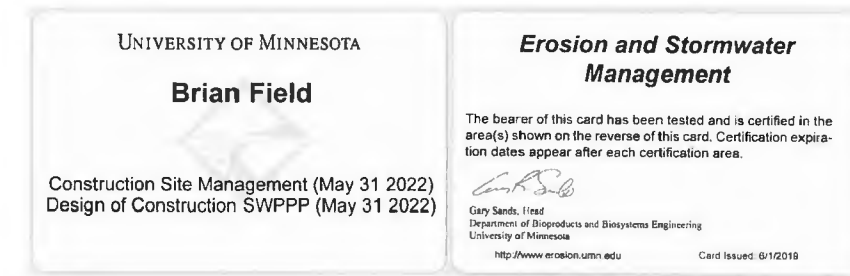 UNIVERSITY OF MINNESOTA
Brian Field
Construction Site Management (May 31 2022)
Design of Construction SWPPP (May 31 2022)
Erosion and Stormwater
Management
The bearer of this card has been tested and is certified in the
area(s) shown on the reverse of this card. Certification expira-
tion dates appear after each certification area.
Gary Sands, Head
Department of Bioproducts and Biosystems Engineering
University of Minnesota
http://www.erosion.umn.edu Card Issued: 6/1/2019